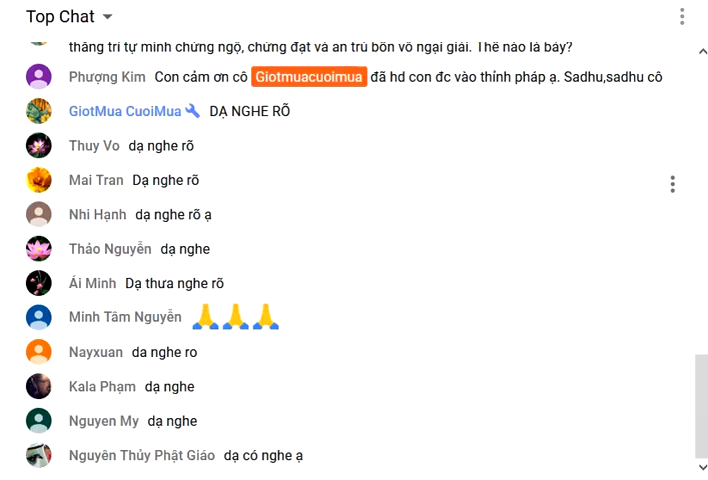 Top Chat
thắng trí tự mình chứng ngộ, chứng đạt và an trú bốn vô ngại giải. Thế nào là bảy?
Phượng Kim Con cảm ơn cô Giotmuacuoimua đã hd con đc vào thỉnh pháp ạ. Sadhu,sadhu cô
GiotMua CuoiMua DẠ NGHE RÕ
Thuy Vo dạ nghe rõ
Mai Tran Dạ nghe rõ
Nhi Hạnh dạ nghe rõ ạ
Thảo Nguyễn dạ nghe
Ái Minh Dạ thưa nghe rõ
Minh Tâm Nguyễn 🙏🙏🙏
Nayxuan da nghe ro
Kala Phạm dạ nghe
Nguyen My dạ nghe
Nguyên Thủy Phật Giáo dạ có nghe ạ